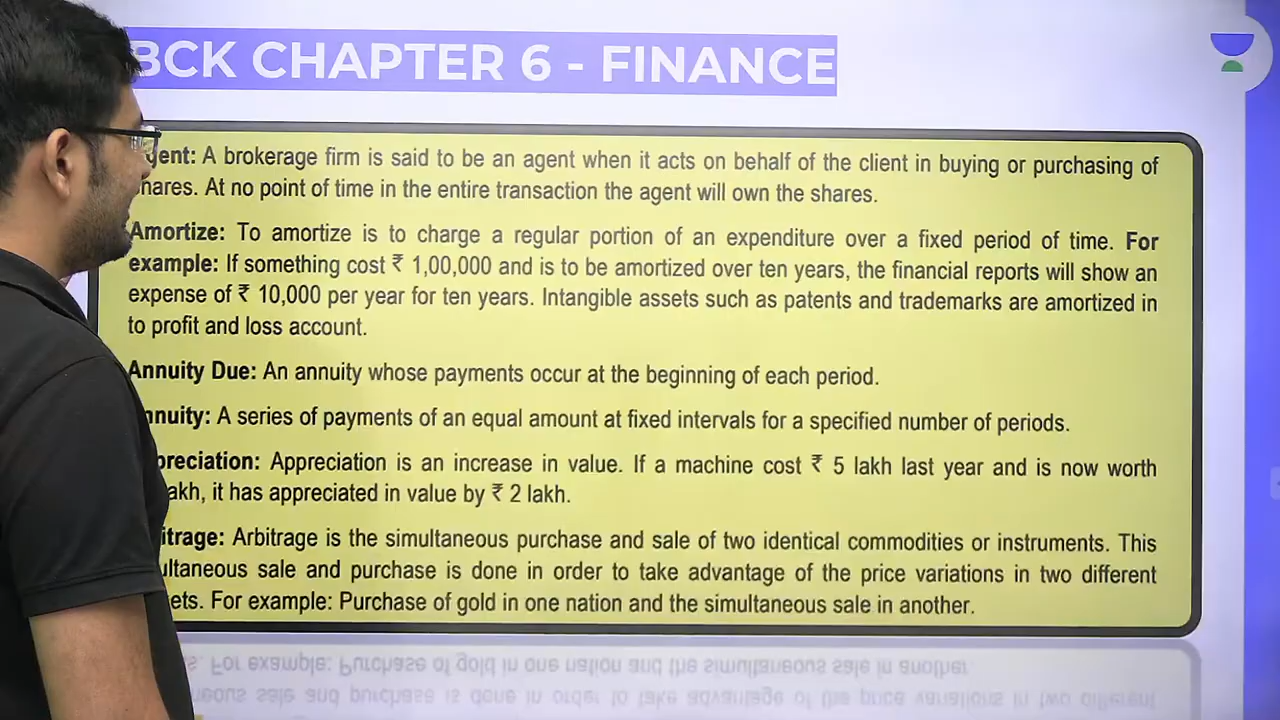 BCK CHAPTER 6 - FINANCE
gent: A brokerage firm is said to be an agent when it acts on behalf of the client in buying or purchasing of
hares. At no point of time in the entire transaction the agent will own the shares.
Amortize: To amortize is to charge a regular portion of an expenditure over a fixed period of time. For
example: If something cost ₹ 1,00,000 and is to be amortized over ten years, the financial reports will show an
expense of ₹ 10,000 per year for ten years. Intangible assets such as patents and trademarks are amortized in
to profit and loss account.
Annuity Due: An annuity whose payments occur at the beginning of each period.
nnuity: A series of payments of an equal amount at fixed intervals for a specified number of periods.
preciation: Appreciation is an increase in value. If a machine cost ₹ 5 lakh last year and is now worth
akh, it has appreciated in value by ₹ 2 lakh.
itrage: Arbitrage is the simultaneous purchase and sale of two identical commodities or instruments. This
ultaneous sale and purchase is done in order to take advantage of the price variations in two different
ets. For example: Purchase of gold in one nation and the simultaneous sale in another.